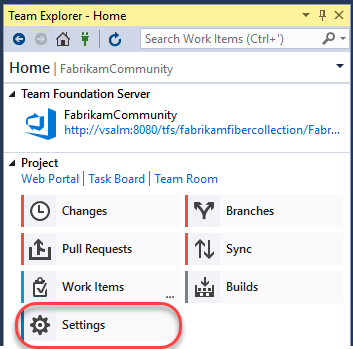 Team Explorer - Home
Search Work Items (Ctrl+')
Home | FabrikamCommunity
Team Foundation Server
FabrikamCommunity
http://vsalm:8080/tfs/fabrikamfibercollection/Fabr...
Project
Web Portal | Task Board | Team Room
Changes Branches
Pull Requests Sync
Work Items ... Builds
Settings